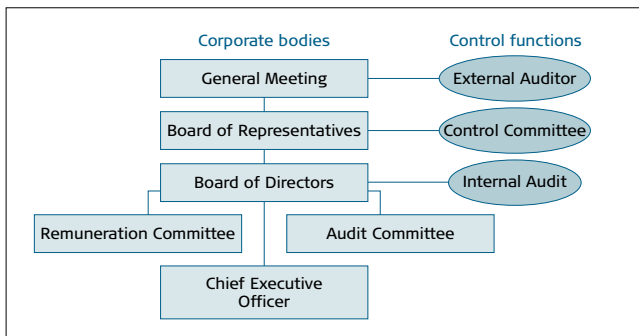 Corporate bodies
Control functions
General Meeting
External Auditor
Board of Representatives
Control Committee
Board of Directors
Internal Audit
Remuneration Committee
Audit Committee
Chief Executive
Officer